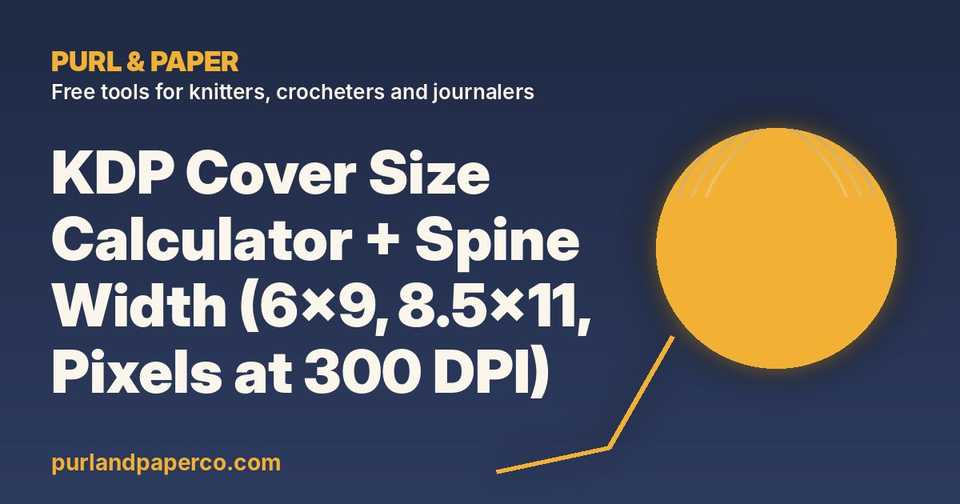 PURL & PAPER
Free tools for knitters, crocheters and journalers
KDP Cover Size
Calculator + Spine
Width (6×9, 8.5×11,
Pixels at 300 DPI)
purlandpaperco.com